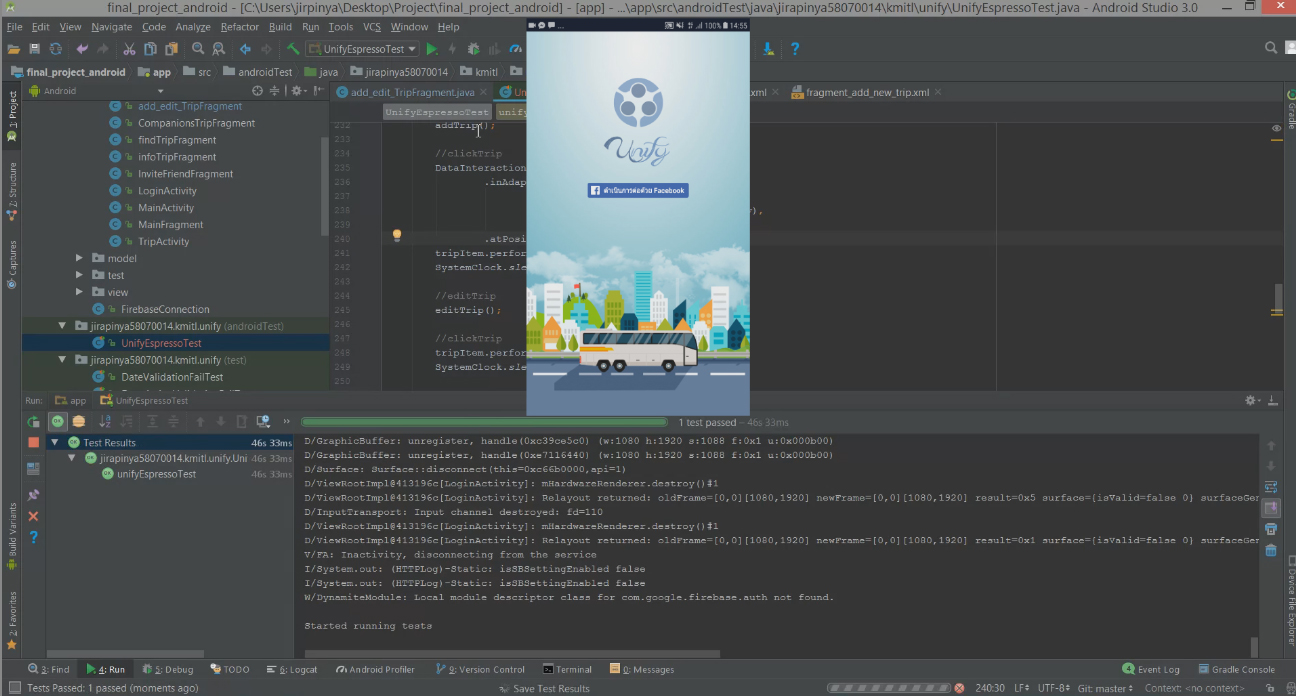 final_project_android - [C:\Users\jirpinya\Desktop\Project\final_project_android] - [app] - ...\app\src\androidTest\java\jirapinya58070014\kmitl\unify\UnifyEspressoTest.java - Android Studio 3.0
File Edit View Navigate Code Analyze Refactor Build Run Tools VCS Window Help
UnifyEspressoTest
final_project_android app src androidTest java jirapinya58070014 kmitl
Android
add_edit_TripFragment.java Un xml fragment_add_new_trip.xml
UnifyEspressoTest unify
1: Project
Z: Structure
Captures
Build Variants
2: Favorites
Gradle
Device File Explorer
add_edit_TripFragment
CompanionsTripFragment
findTripFragment
infoTripFragment
InviteFriendFragment
LoginActivity
MainActivity
MainFragment
TripActivity
model
test
view
FirebaseConnection
jirapinya58070014.kmitl.unify (androidTest)
UnifyEspressoTest
jirapinya58070014.kmitl.unify (test)
DateValidationFailTest
232 addTrip();
233
234 //clickTrip
235 DataInteraction
236 .inAdap
237
238 ),
239
240 .atPosi
241 tripItem.perfor
242 SystemClock.sle
243
244 //editTrip
245 editTrip();
246
247 //clickTrip
248 tripItem.perfor
249 SystemClock.sle
250
100% 14:55
Unify
ดำเนินการต่อด้วย Facebook
Run: app UnifyEspressoTest
1 test passed – 46s 33ms
Test Results 46s 33ms
jirapinya58070014.kmitl.unify.Uni 46s 33ms
unifyEspressoTest 46s 33ms
D/GraphicBuffer: unregister, handle(0xc39ce5c0) (w:1080 h:1920 s:1088 f:0x1 u:0x000b00)
D/GraphicBuffer: unregister, handle(0xe7116440) (w:1080 h:1920 s:1088 f:0x1 u:0x000b00)
D/Surface: Surface::disconnect(this=0xc66b0000,api=1)
D/ViewRootImpl@413196c[LoginActivity]: mHardwareRenderer.destroy()#1
D/ViewRootImpl@413196c[LoginActivity]: Relayout returned: oldFrame=[0,0][1080,1920] newFrame=[0,0][1080,1920] result=0x5 surface={isValid=false 0} surfaceGer
D/InputTransport: Input channel destroyed: fd=110
D/ViewRootImpl@413196c[LoginActivity]: mHardwareRenderer.destroy()#1
D/ViewRootImpl@413196c[LoginActivity]: Relayout returned: oldFrame=[0,0][1080,1920] newFrame=[0,0][1080,1920] result=0x1 surface={isValid=false 0} surfaceGer
V/FA: Inactivity, disconnecting from the service
I/System.out: (HTTPLog)-Static: isSBSettingEnabled false
I/System.out: (HTTPLog)-Static: isSBSettingEnabled false
W/DynamiteModule: Local module descriptor class for com.google.firebase.auth not found.
Started running tests
3: Find 4: Run 5: Debug TODO 6: Logcat Android Profiler 9: Version Control Terminal 0: Messages Event Log Gradle Console
Tests Passed: 1 passed (moments ago) Save Test Results 240:30 LF UTF-8 Git: master Context: <no context>